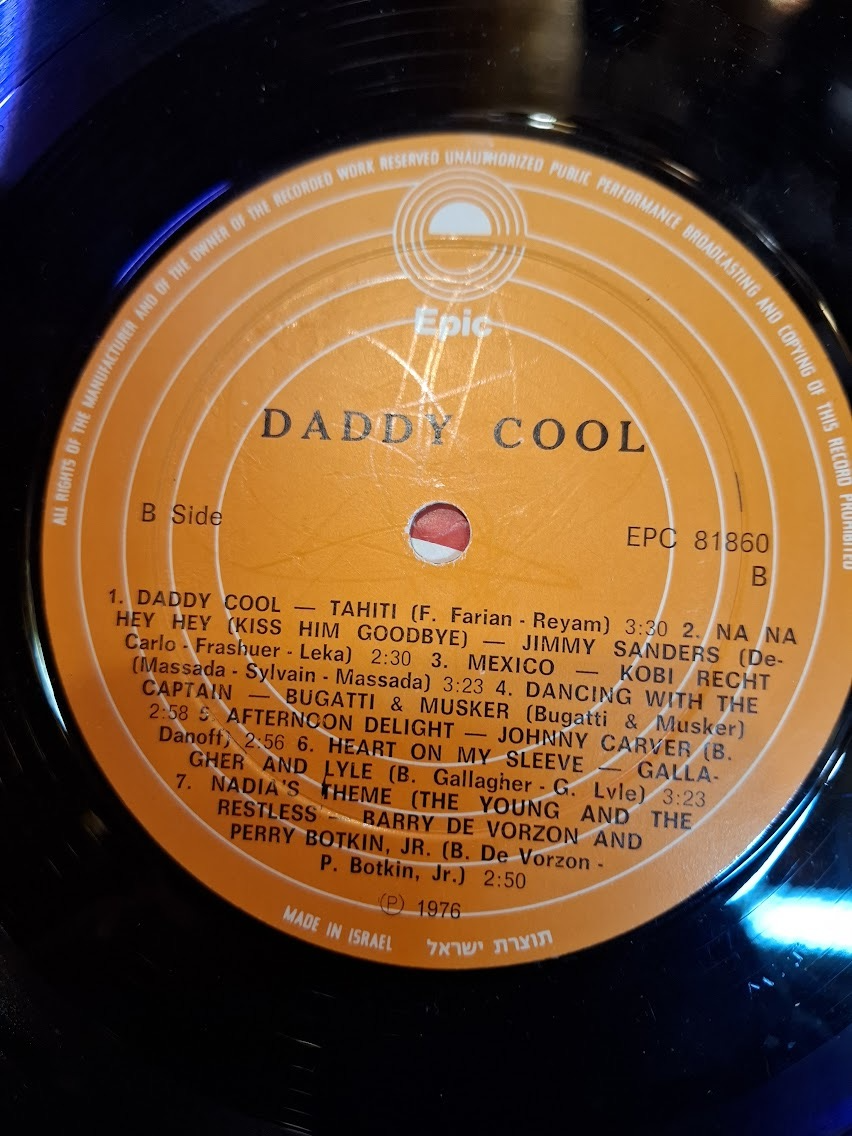 ALL RIGHTS OF THE MANUFACTURER AND OF THE OWNER OF THE RECORDED WORK RESERVED UNAUTHORIZED PUBLIC PERFORMANCE BROADCASTING AND COPYING OF THIS RECORD PROHIBITED
Epic
DADDY COOL
B Side
EPC 81860
B
1. DADDY COOL — TAHITI (F. Farian - Reyam) 3:30 2. NA NA
HEY HEY (KISS HIM GOODBYE) — JIMMY SANDERS (De-
Carlo - Frashuer - Leka) 2:30 3. MEXICO — KOBI RECHT
(Massada - Sylvain - Massada) 3:23 4. DANCING WITH THE
CAPTAIN — BUGATTI & MUSKER (Bugatti & Musker)
2:58 5. AFTERNOON DELIGHT — JOHNNY CARVER (B.
Danoff) 2:56 6. HEART ON MY SLEEVE — GALLA-
GHER AND LYLE (B. Gallagher - G. Lyle) 3:23
7. NADIA'S THEME (THE YOUNG AND THE
RESTLESS - BARRY DE VORZON AND
PERRY BOTKIN, JR. (B. De Vorzon -
P. Botkin, Jr.) 2:50
Ⓟ 1976
MADE IN ISRAEL תוצרת ישראל